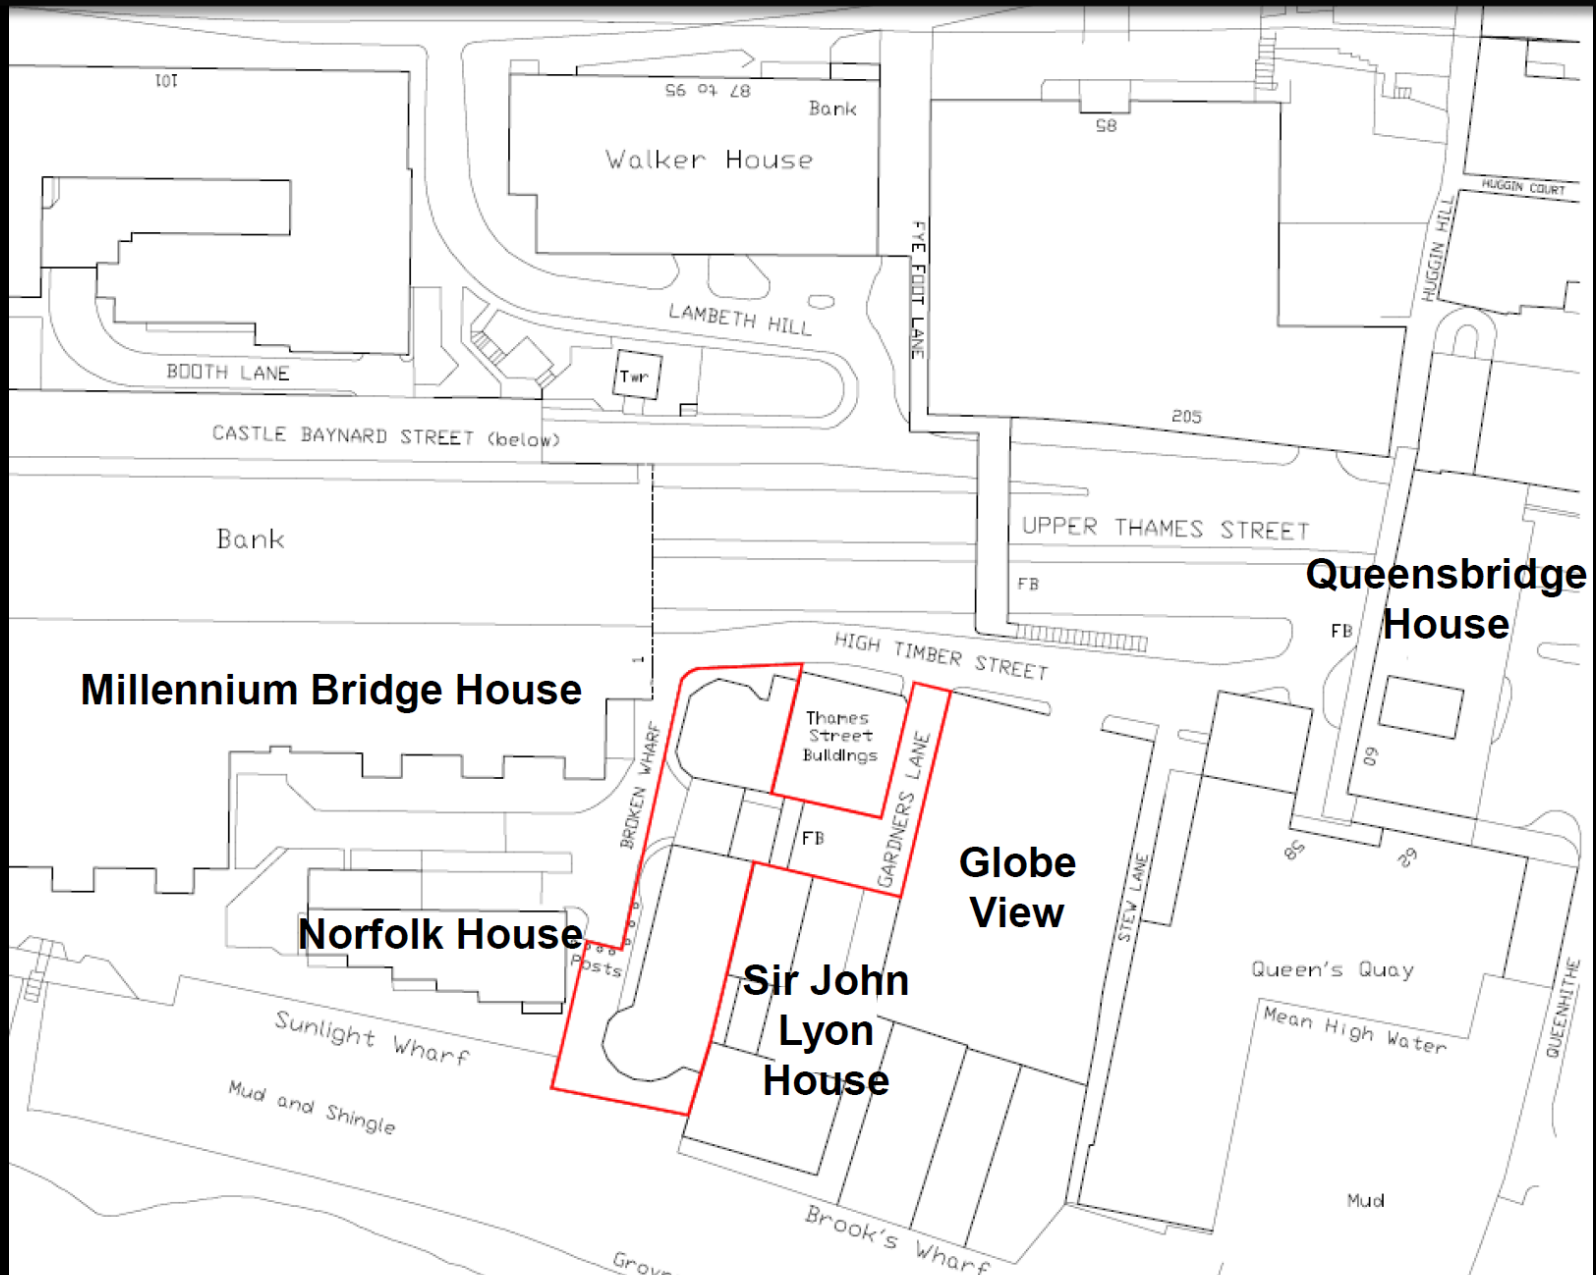 101
87 to 95
Bank
Walker House
85
HUGGIN COURT
HUGGIN HILL
FYE FOOT LANE
LAMBETH HILL
Twr
BOOTH LANE
205
CASTLE BAYNARD STREET (below)
Bank
UPPER THAMES STREET
FB
Queensbridge
House
FB
HIGH TIMBER STREET
1
Millennium Bridge House
Thames
Street
Buildings
BROKEN WHARF
GARDNERS LANE
60
FB
58
62
Globe
View
STEW LANE
Norfolk House
Posts
Sir John
Lyon
House
Queen's Quay
Mean High Water
QUEENHITHE
Sunlight Wharf
Mud and Shingle
Mud
Brook's Wharf